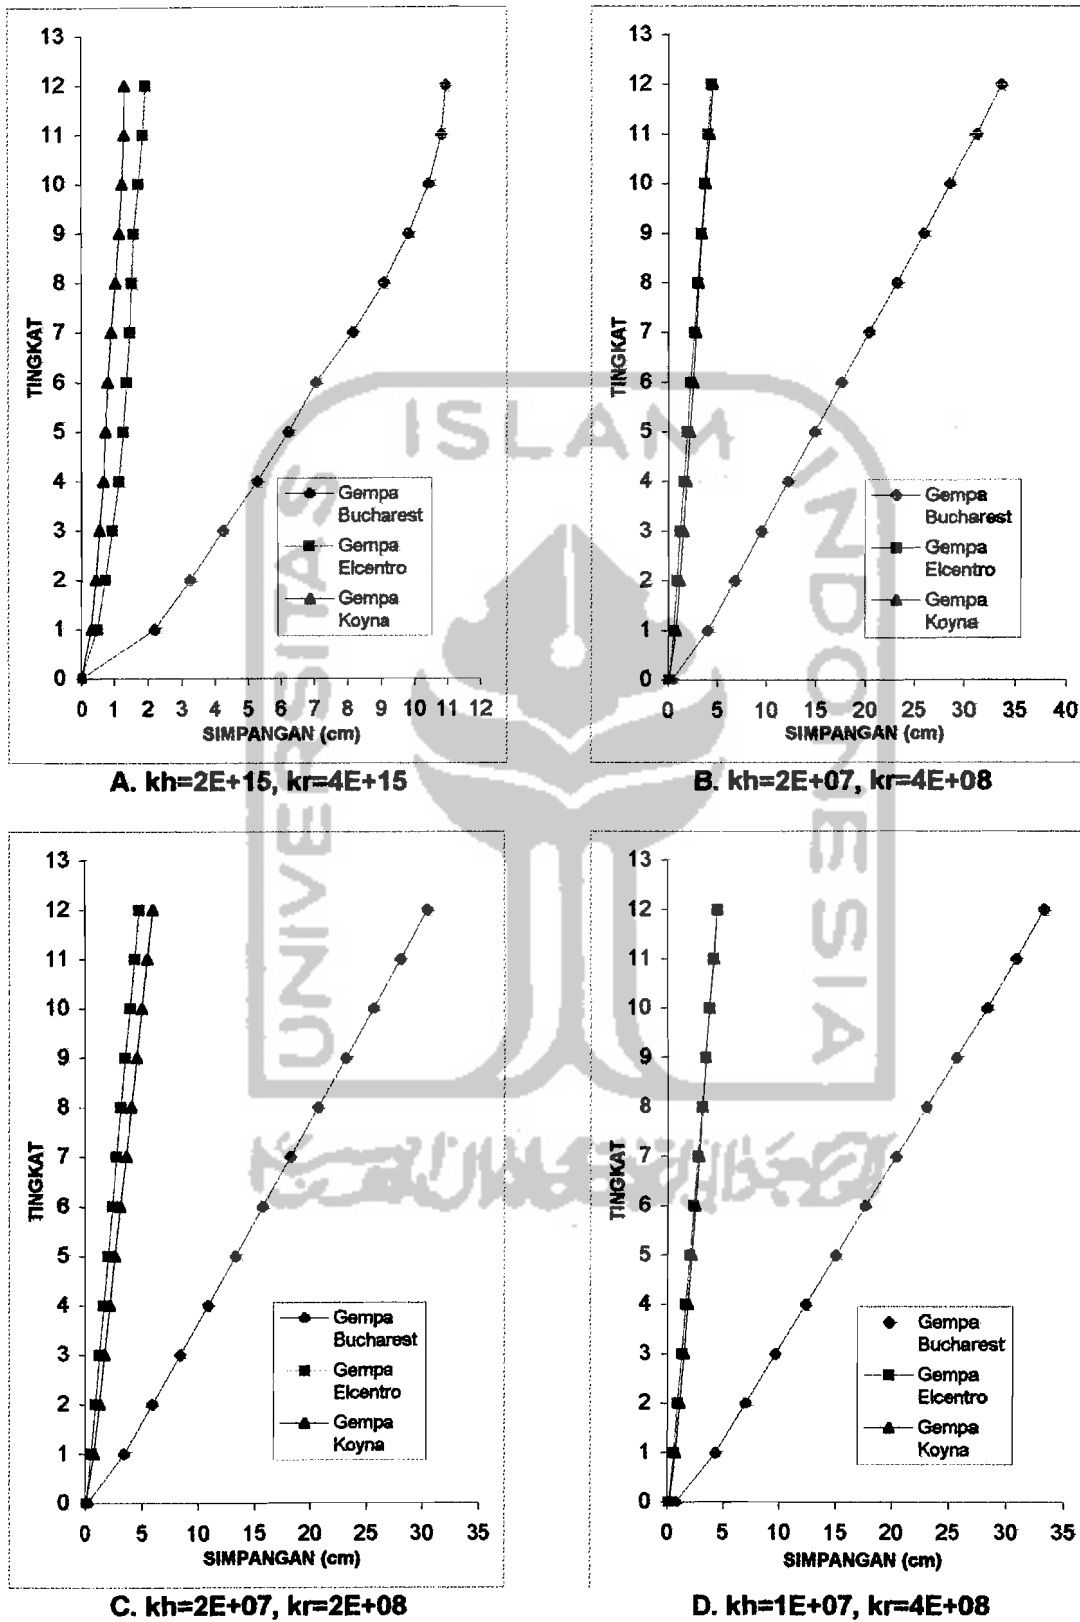 13
12
11
10
9
8
7
6
5
4
3
2
1
0
TINGKAT
Gempa
Bucharest
Gempa
Elcentro
Gempa
Koyna
0 1 2 3 4 5 6 7 8 9 10 11 12
SIMPANGAN (cm)
A. kh=2E+15, kr=4E+15
13
12
11
10
9
8
7
6
5
4
3
2
1
0
TINGKAT
Gempa
Bucharest
Gempa
Elcentro
Gempa
Koyna
0 5 10 15 20 25 30 35 40
SIMPANGAN (cm)
B. kh=2E+07, kr=4E+08
ISLAM
UNIVERSITAS
INDONESIA
13
12
11
10
9
8
7
6
5
4
3
2
1
0
TINGKAT
Gempa
Bucharest
Gempa
Elcentro
Gempa
Koyna
0 5 10 15 20 25 30 35
SIMPANGAN (cm)
C. kh=2E+07, kr=2E+08
13
12
11
10
9
8
7
6
5
4
3
2
1
0
TINGKAT
Gempa
Bucharest
Gempa
Elcentro
Gempa
Koyna
0 5 10 15 20 25 30 35
SIMPANGAN (cm)
D. kh=1E+07, kr=4E+08